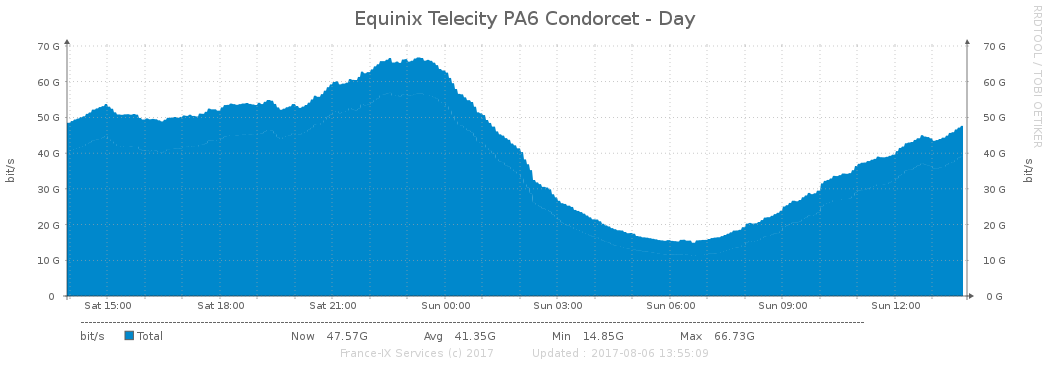 Equinix Telecity PA6 Condorcet - Day
RRDTOOL / TOBI OETIKER
bit/s
70 G 70 G
60 G 60 G
50 G 50 G
40 G 40 G
30 G 30 G
20 G 20 G
10 G 10 G
0 0 G
bit/s
Sat 15:00 Sat 18:00 Sat 21:00 Sun 00:00 Sun 03:00 Sun 06:00 Sun 09:00 Sun 12:00
bit/s Total Now 47.57G Avg 41.35G Min 14.85G Max 66.73G
France-IX Services (c) 2017 Updated : 2017-08-06 13:55:09